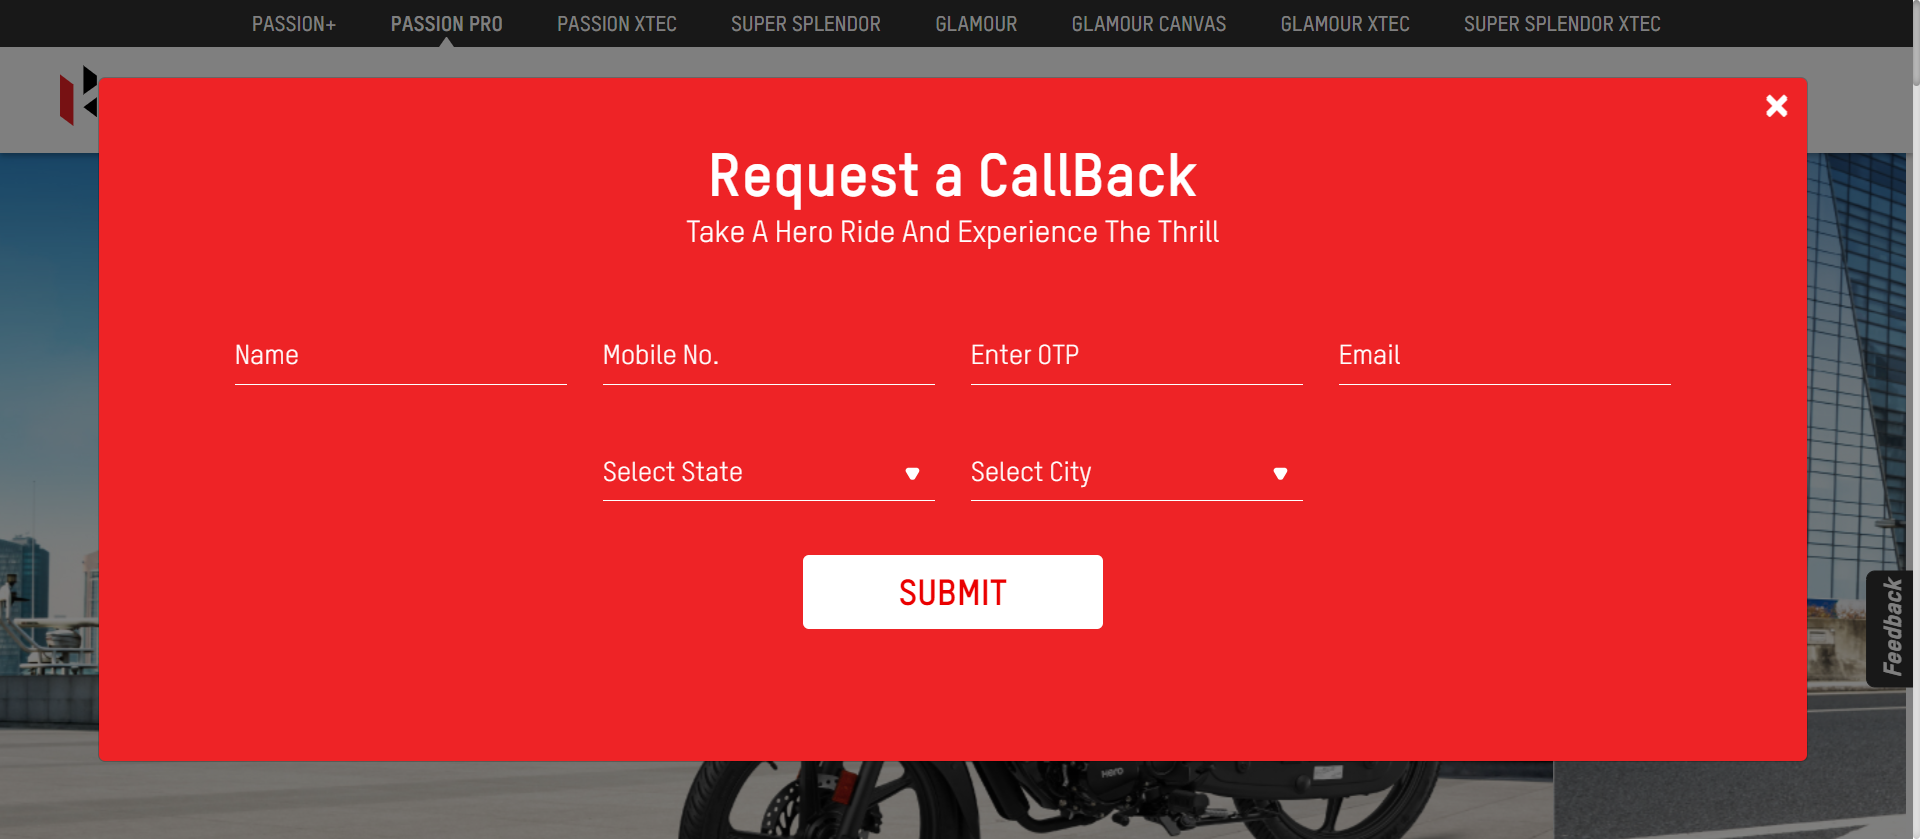 PASSION+ PASSION PRO PASSION XTEC SUPER SPLENDOR GLAMOUR GLAMOUR CANVAS GLAMOUR XTEC SUPER SPLENDOR XTEC
Request a CallBack
Take A Hero Ride And Experience The Thrill
Name Mobile No. Enter OTP Email
Select State Select City
SUBMIT
Feedback
Hero